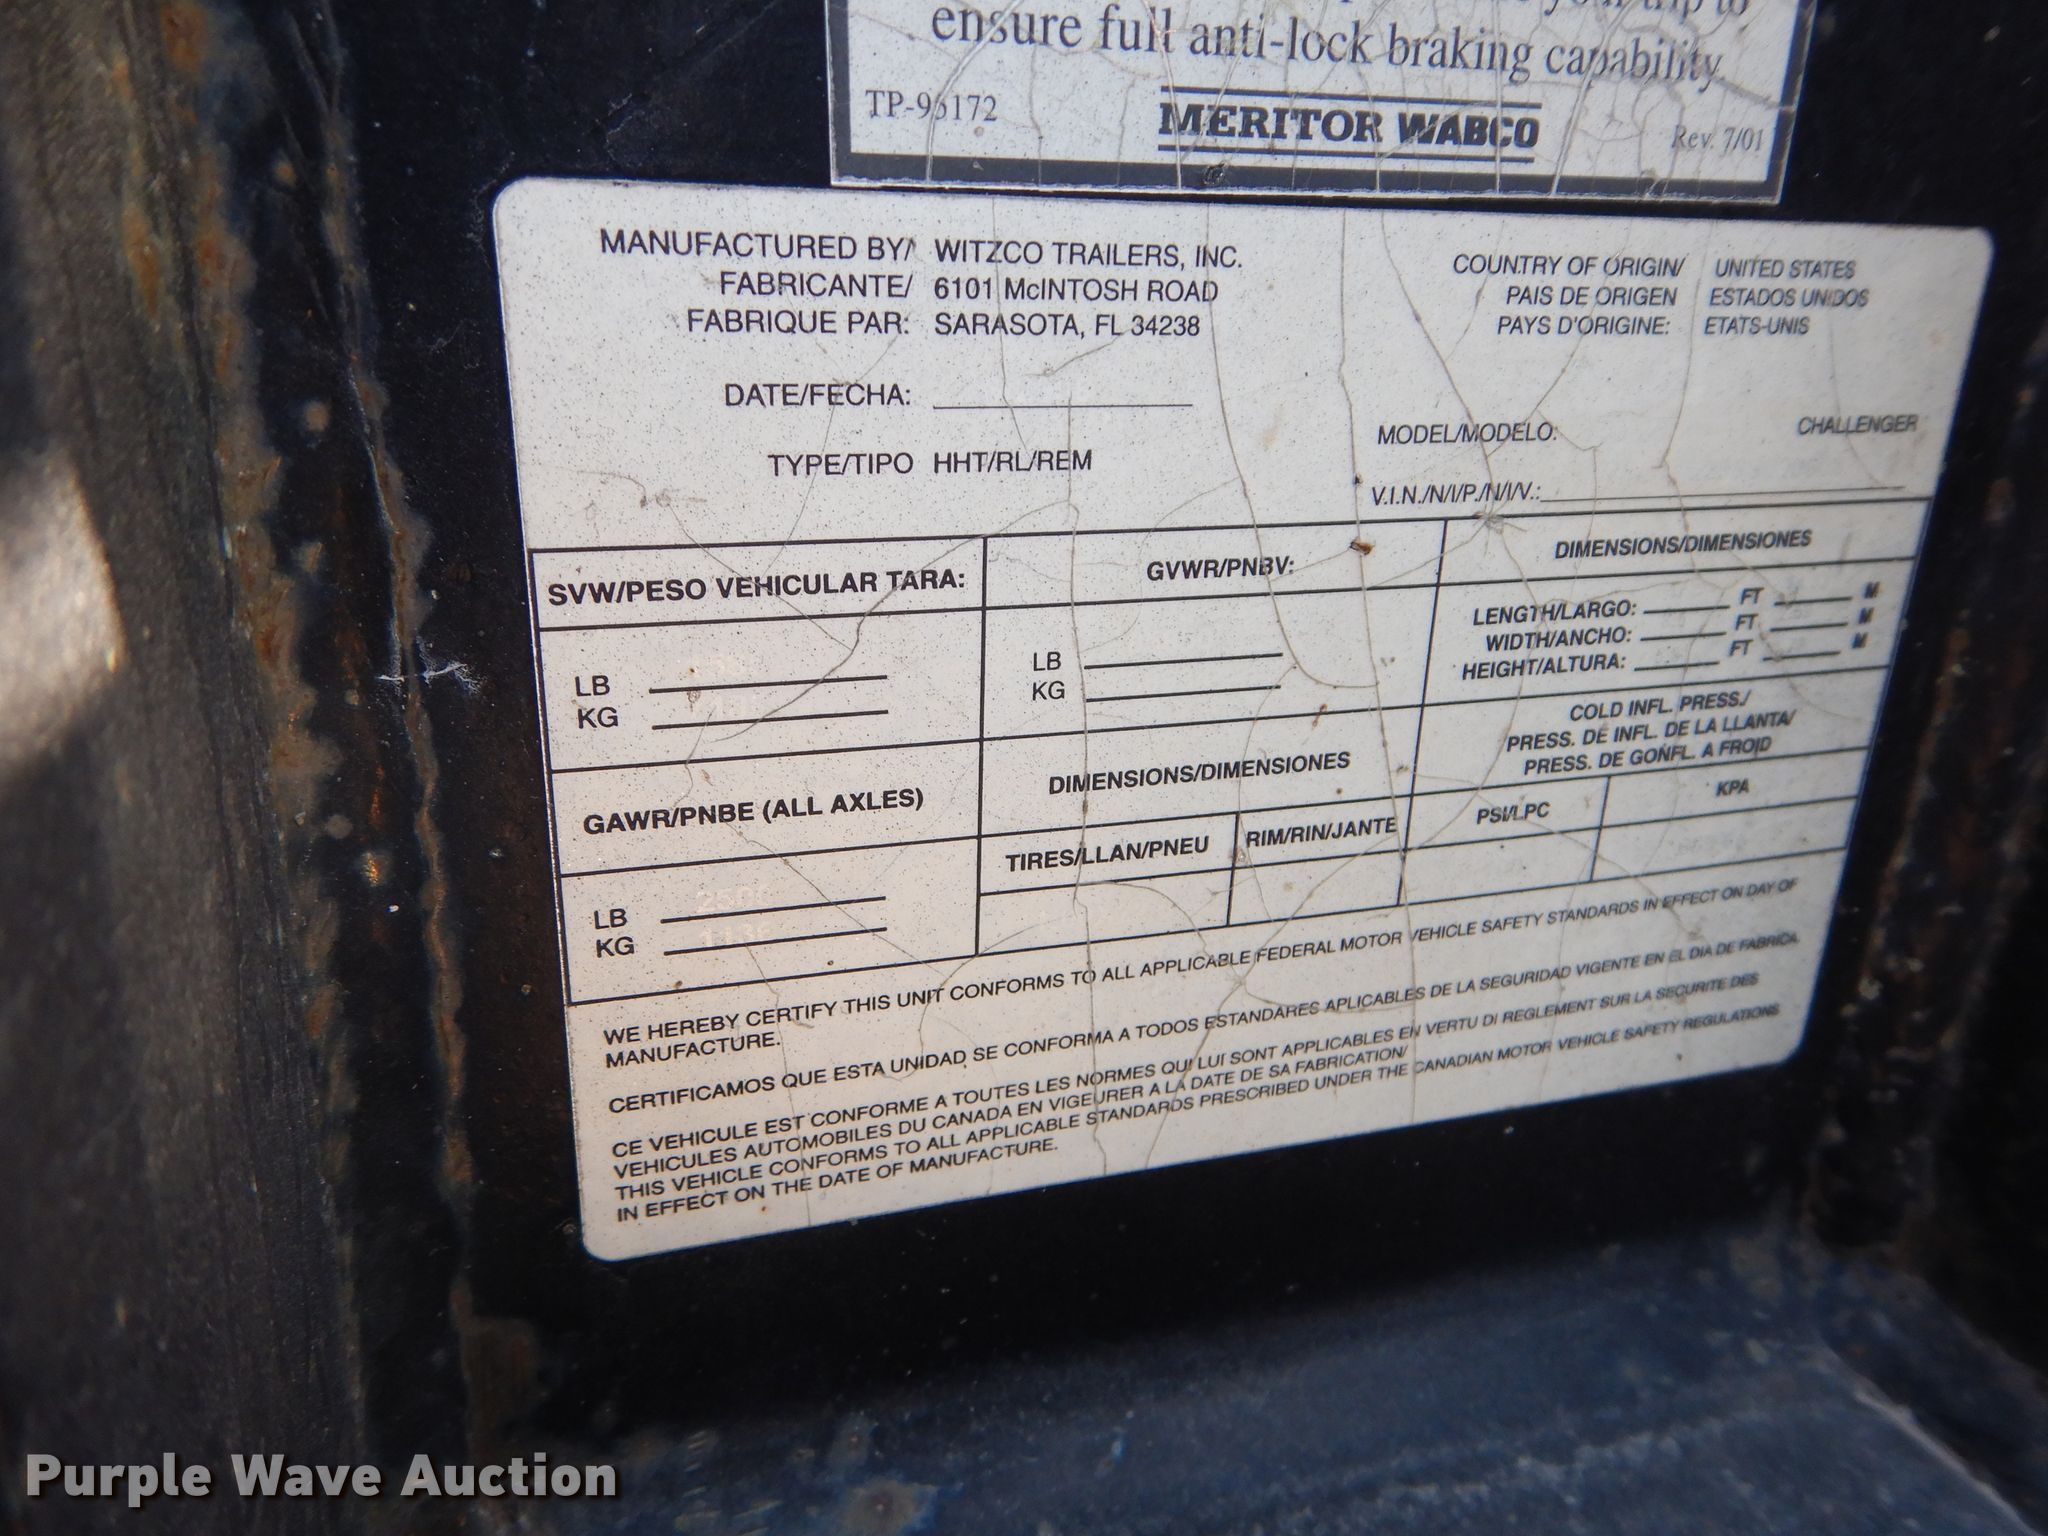 your trip to
ensure full anti-lock braking capability.
TP-95172
MERITOR WABCO
Rev. 7/01
MANUFACTURED BY/ WITZCO TRAILERS, INC.
FABRICANTE/ 6101 McINTOSH ROAD
FABRIQUE PAR: SARASOTA, FL 34238
COUNTRY OF ORIGIN/ UNITED STATES
PAIS DE ORIGEN ESTADOS UNIDOS
PAYS D'ORIGINE: ETATS-UNIS
DATE/FECHA:
MODEL/MODELO: CHALLENGER
TYPE/TIPO HHT/RL/REM
V.I.N./N/I/P./N/I/V.:
SVW/PESO VEHICULAR TARA:
LB
KG
GVWR/PNBV:
LB
KG
DIMENSIONS/DIMENSIONES
LENGTH/LARGO: FT M
WIDTH/ANCHO: FT M
HEIGHT/ALTURA: FT M
GAWR/PNBE (ALL AXLES)
LB
KG
DIMENSIONS/DIMENSIONES
TIRES/LLAN/PNEU
RIM/RIN/JANTE
COLD INFL. PRESS./
PRESS. DE INFL. DE LA LLANTA/
PRESS. DE GONFL. A FROID
PSI/LPC
KPA
WE HEREBY CERTIFY THIS UNIT CONFORMS TO ALL APPLICABLE FEDERAL MOTOR VEHICLE SAFETY STANDARDS IN EFFECT ON DAY OF
MANUFACTURE.
CERTIFICAMOS QUE ESTA UNIDAD SE CONFORMA A TODOS ESTANDARES APLICABLES DE LA SEGURIDAD VIGENTE EN EL DIA DE FABRICA
CE VEHICULE EST CONFORME A TOUTES LES NORMES QUI LUI SONT APPLICABLES EN VERTU DI REGLEMENT SUR LA SECURITE DES
VEHICULES AUTOMOBILES DU CANADA EN VIGEURER A LA DATE DE SA FABRICATION/
THIS VEHICLE CONFORMS TO ALL APPLICABLE STANDARDS PRESCRIBED UNDER THE CANADIAN MOTOR VEHICLE SAFETY REGULATIONS
IN EFFECT ON THE DATE OF MANUFACTURE.
Purple Wave Auction